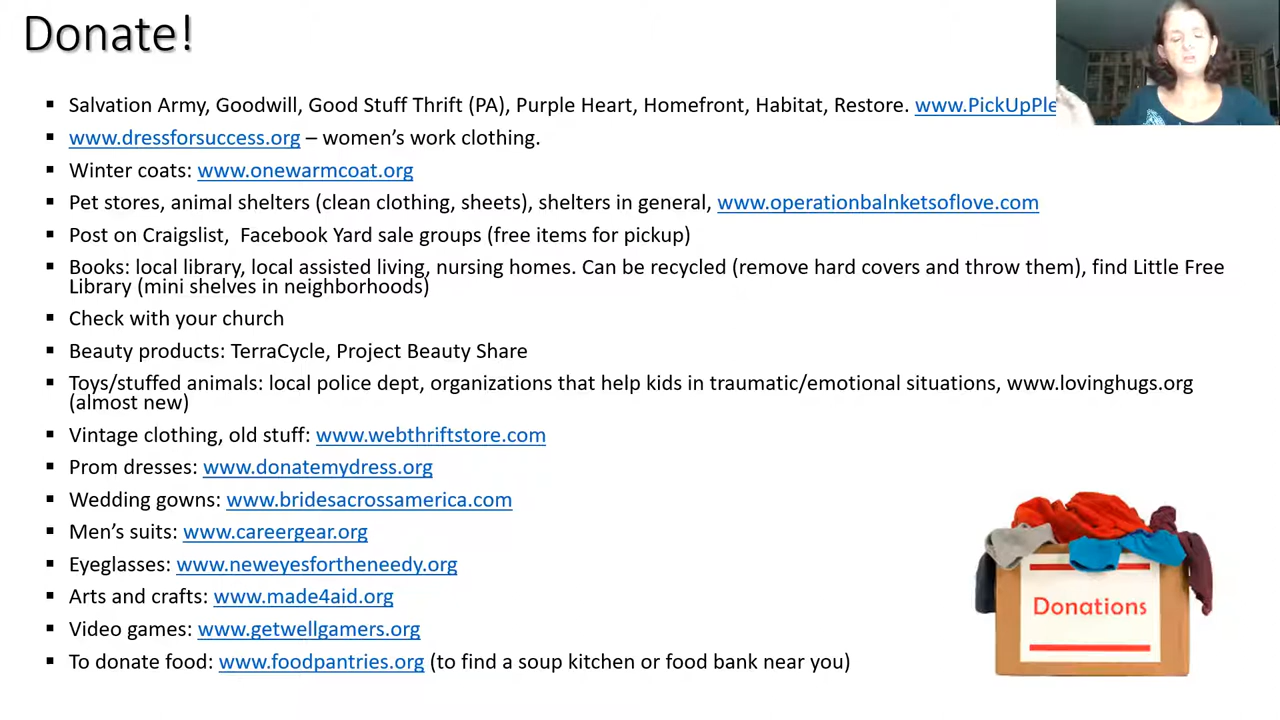 Donate!
▪ Salvation Army, Goodwill, Good Stuff Thrift (PA), Purple Heart, Homefront, Habitat, Restore. www.PickUpPle
▪ www.dressforsuccess.org – women's work clothing.
▪ Winter coats: www.onewarmcoat.org
▪ Pet stores, animal shelters (clean clothing, sheets), shelters in general, www.operationbalnketsoflove.com
▪ Post on Craigslist,  Facebook Yard sale groups (free items for pickup)
▪ Books: local library, local assisted living, nursing homes. Can be recycled (remove hard covers and throw them), find Little Free
Library (mini shelves in neighborhoods)
▪ Check with your church
▪ Beauty products: TerraCycle, Project Beauty Share
▪ Toys/stuffed animals: local police dept, organizations that help kids in traumatic/emotional situations, www.lovinghugs.org
(almost new)
▪ Vintage clothing, old stuff: www.webthriftstore.com
▪ Prom dresses: www.donatemydress.org
▪ Wedding gowns: www.bridesacrossamerica.com
▪ Men's suits: www.careergear.org
▪ Eyeglasses: www.neweyesfortheneedy.org
▪ Arts and crafts: www.made4aid.org
▪ Video games: www.getwellgamers.org
▪ To donate food: www.foodpantries.org (to find a soup kitchen or food bank near you)
Donations